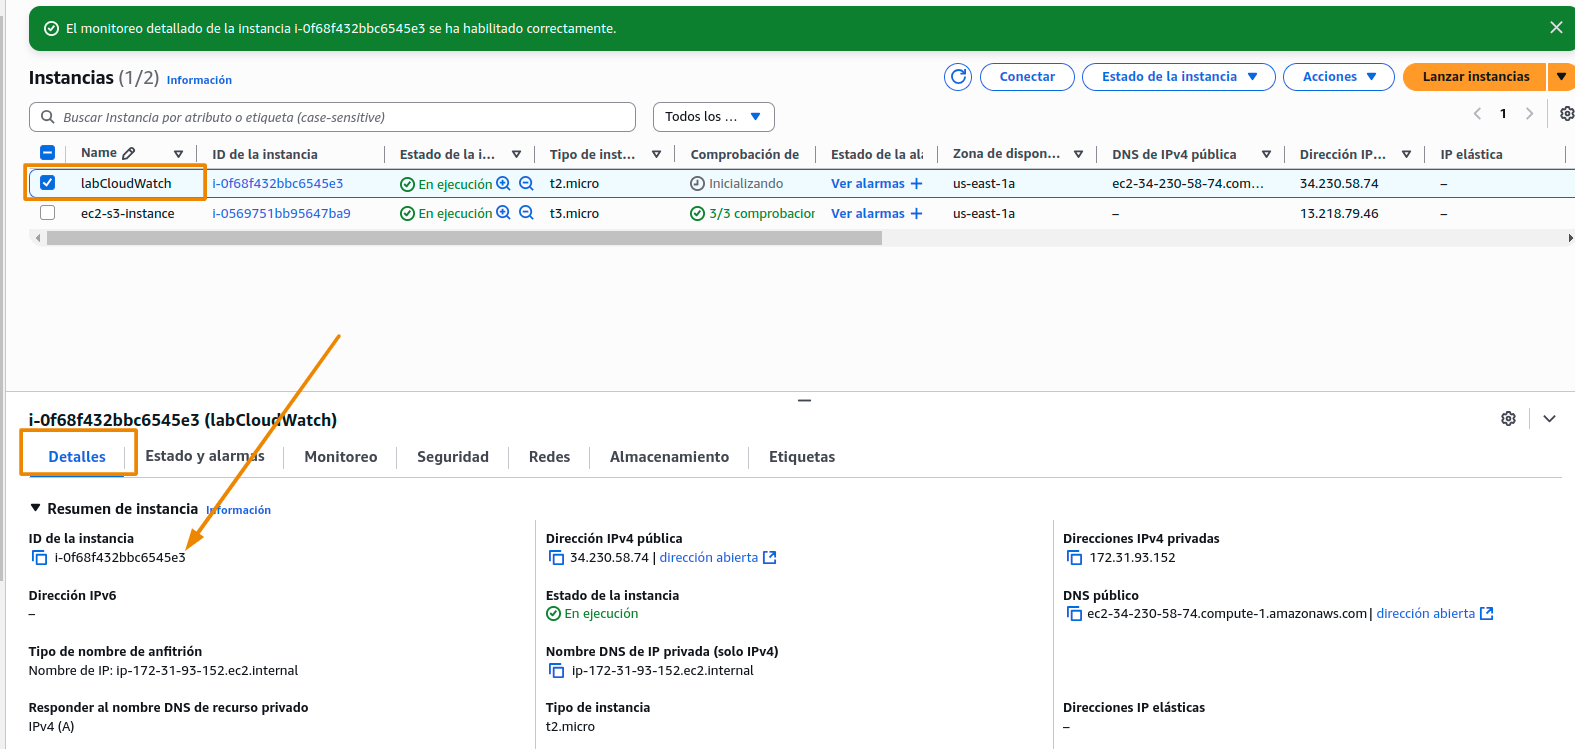 El monitoreo detallado de la instancia i-0f68f432bbc6545e3 se ha habilitado correctamente.
Instancias (1/2) Información
Conectar
Estado de la instancia
Acciones
Lanzar instancias
Buscar Instancia por atributo o etiqueta (case-sensitive)
Todos los ...
1
Name ID de la instancia Estado de la i... Tipo de inst... Comprobación de Estado de la ala Zona de dispon... DNS de IPv4 pública Dirección IP... IP elástica
labCloudWatch i-0f68f432bbc6545e3 En ejecución t2.micro Inicializando Ver alarmas + us-east-1a ec2-34-230-58-74.com... 34.230.58.74 –
ec2-s3-instance i-0569751bb95647ba9 En ejecución t3.micro 3/3 comprobacion Ver alarmas + us-east-1a – 13.218.79.46 –
i-0f68f432bbc6545e3 (labCloudWatch)
Detalles Estado y alarmas Monitoreo Seguridad Redes Almacenamiento Etiquetas
Resumen de instancia Información
ID de la instancia
i-0f68f432bbc6545e3
Dirección IPv4 pública
34.230.58.74 | dirección abierta
Direcciones IPv4 privadas
172.31.93.152
Dirección IPv6
–
Estado de la instancia
En ejecución
DNS público
ec2-34-230-58-74.compute-1.amazonaws.com | dirección abierta
Tipo de nombre de anfitrión
Nombre de IP: ip-172-31-93-152.ec2.internal
Nombre DNS de IP privada (solo IPv4)
ip-172-31-93-152.ec2.internal
Responder al nombre DNS de recurso privado
IPv4 (A)
Tipo de instancia
t2.micro
Direcciones IP elásticas
–